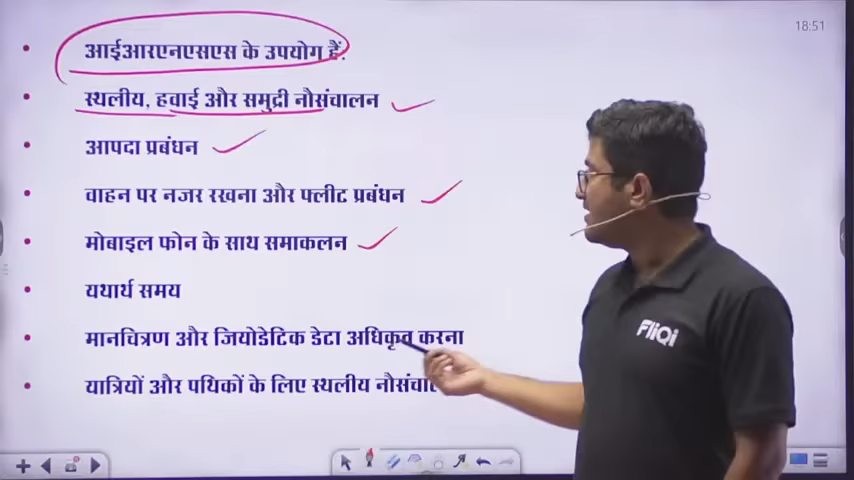 18:51
आईआरएनएसएस के उपयोग हैं:
स्थलीय, हवाई और समुद्री नौसंचालन
आपदा प्रबंधन
वाहन पर नजर रखना और फ्लीट प्रबंधन
मोबाइल फोन के साथ समाकलन
यथार्थ समय
मानचित्रण और जियोडेटिक डेटा अधिकृत करना
यात्रियों और पथिकों के लिए स्थलीय
FliQi